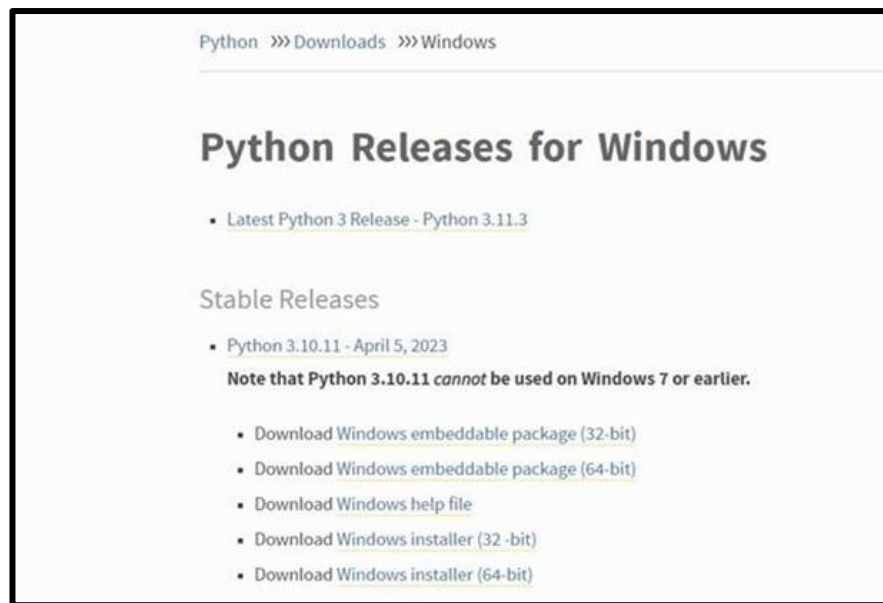 Python >>> Downloads >>> Windows
Python Releases for Windows
Latest Python 3 Release - Python 3.11.3
Stable Releases
Python 3.10.11 - April 5, 2023
Note that Python 3.10.11 cannot be used on Windows 7 or earlier.
Download Windows embeddable package (32-bit)
Download Windows embeddable package (64-bit)
Download Windows help file
Download Windows installer (32 -bit)
Download Windows installer (64-bit)